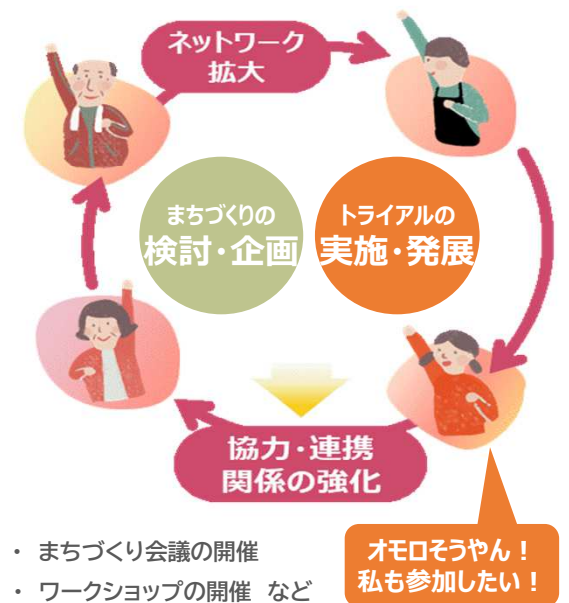 ネットワーク
拡大
まちづくりの
検討・企画
トライアルの
実施・発展
協力・連携
関係の強化
・ まちづくり会議の開催
・ ワークショップの開催 など
オモロそうやん！
私も参加したい！